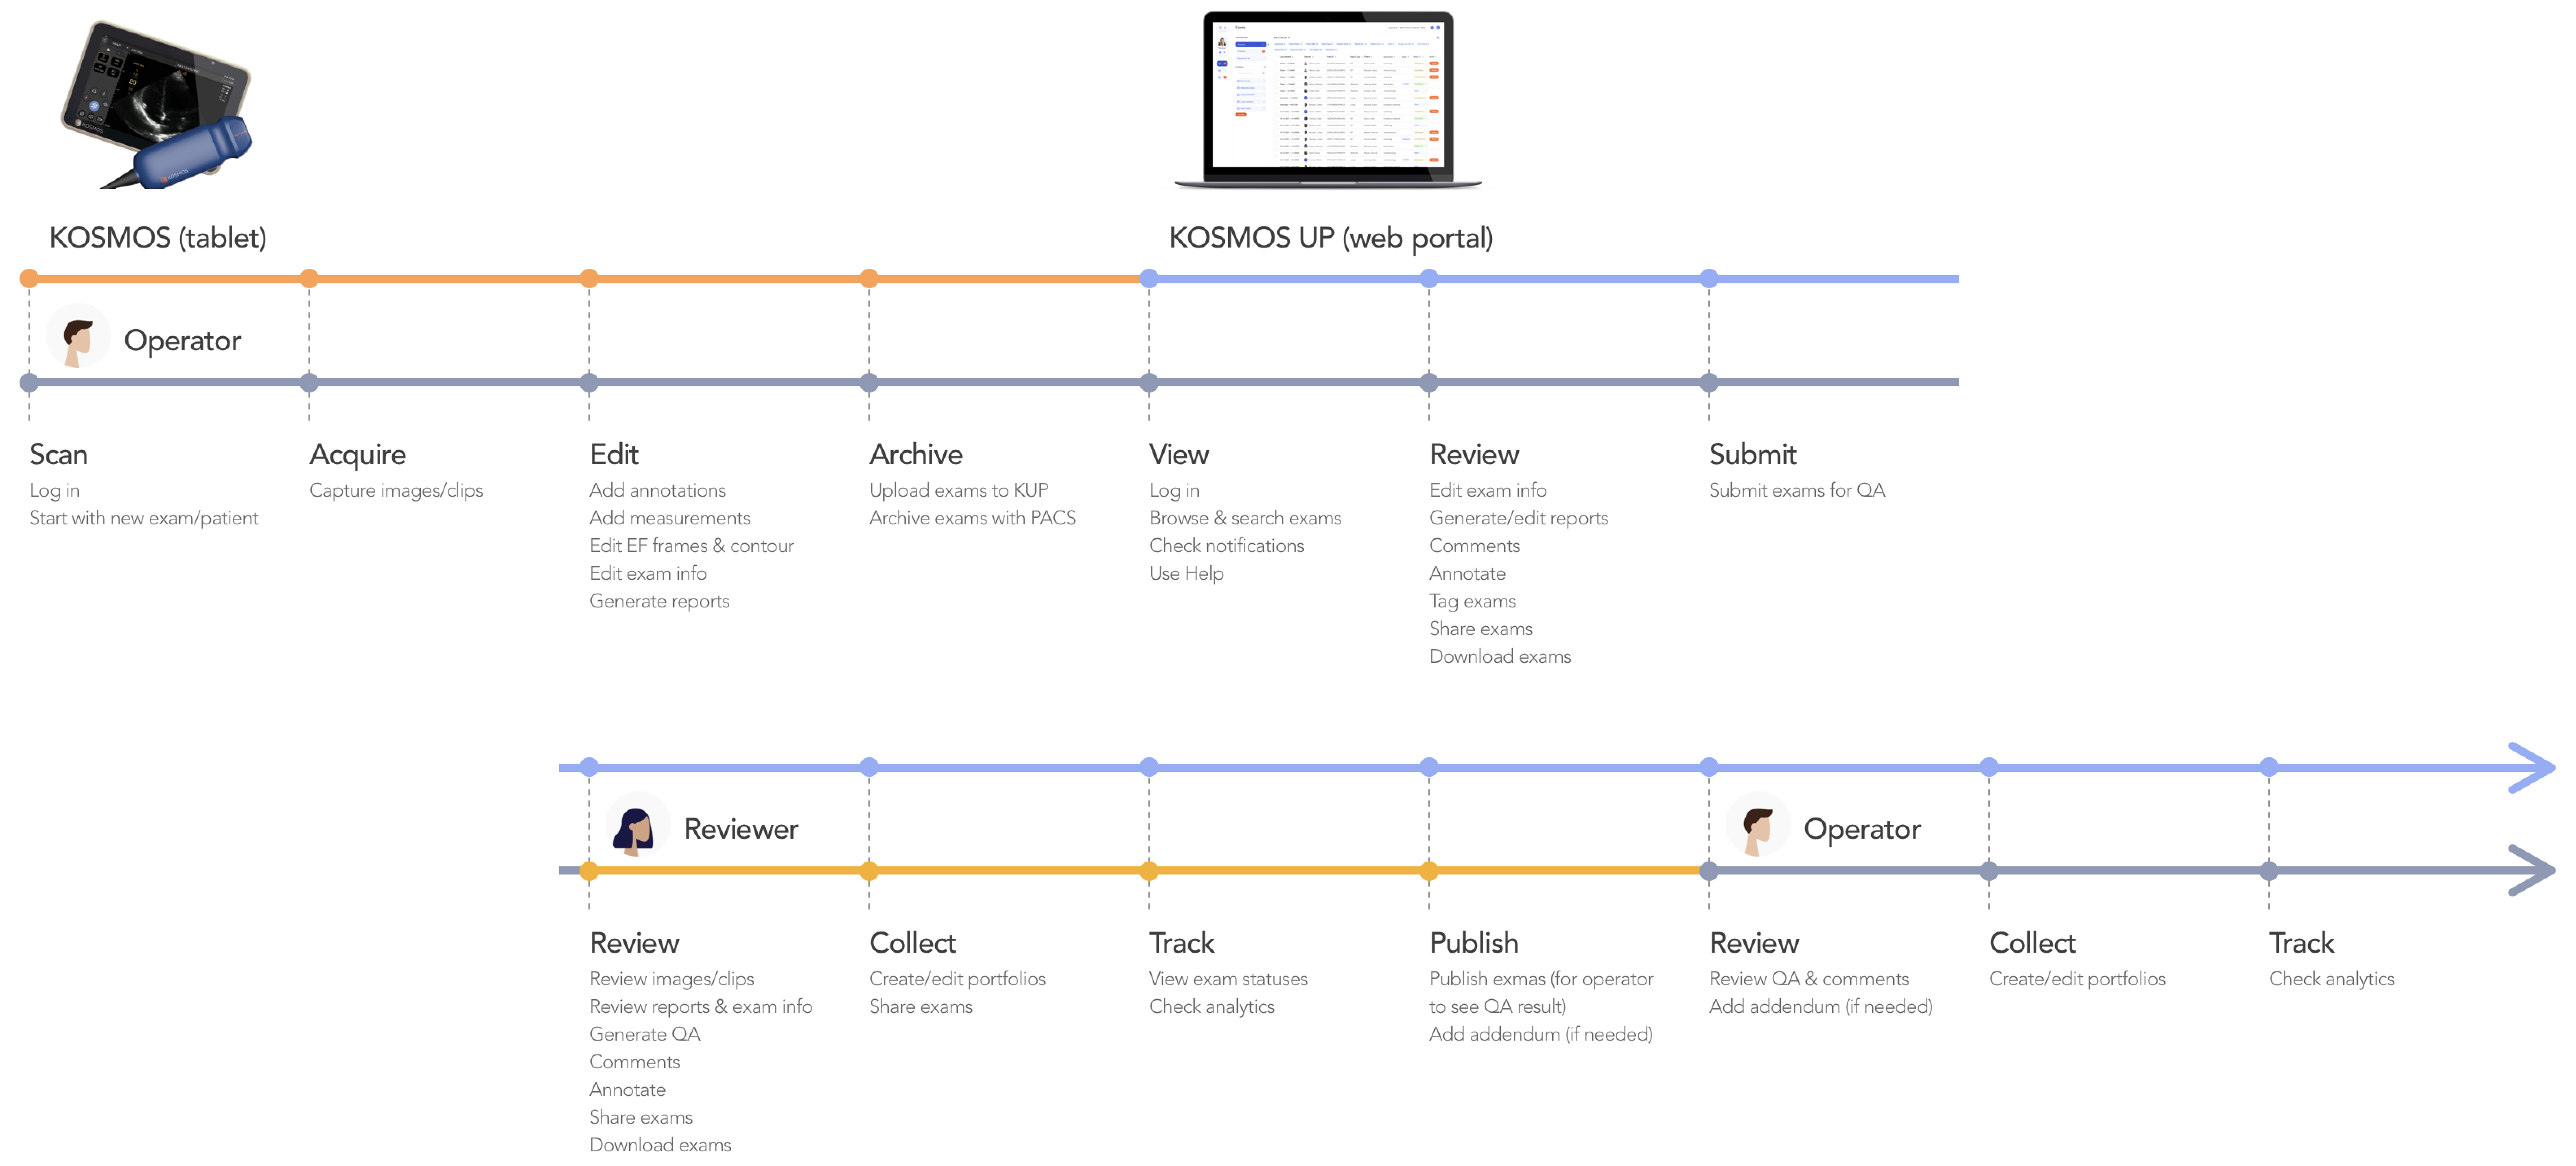 KOSMOS
KOSMOS
KOSMOS (tablet)
KOSMOS UP (web portal)
Operator
Scan
Log in
Start with new exam/patient
Acquire
Capture images/clips
Edit
Add annotations
Add measurements
Edit EF frames & contour
Edit exam info
Generate reports
Archive
Upload exams to KUP
Archive exams with PACS
View
Log in
Browse & search exams
Check notifications
Use Help
Review
Edit exam info
Generate/edit reports
Comments
Annotate
Tag exams
Share exams
Download exams
Submit
Submit exams for QA
Reviewer
Operator
Review
Review images/clips
Review reports & exam info
Generate QA
Comments
Annotate
Share exams
Download exams
Collect
Create/edit portfolios
Share exams
Track
View exam statuses
Check analytics
Publish
Publish exmas (for operator
to see QA result)
Add addendum (if needed)
Review
Review QA & comments
Add addendum (if needed)
Collect
Create/edit portfolios
Track
Check analytics